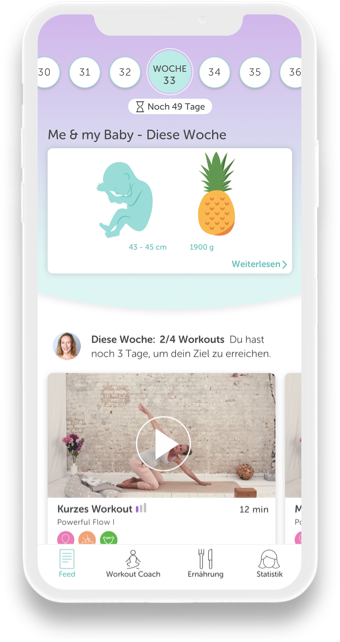 30 31 32 WOCHE 33 34 35 36
Noch 49 Tage
Me & my Baby - Diese Woche
43 - 45 cm 1900 g
Weiterlesen
Diese Woche: 2/4 Workouts Du hast
noch 3 Tage, um dein Ziel zu erreichen.
Kurzes Workout 12 min M
Powerful Flow I
Feed Workout Coach Ernährung Statistik